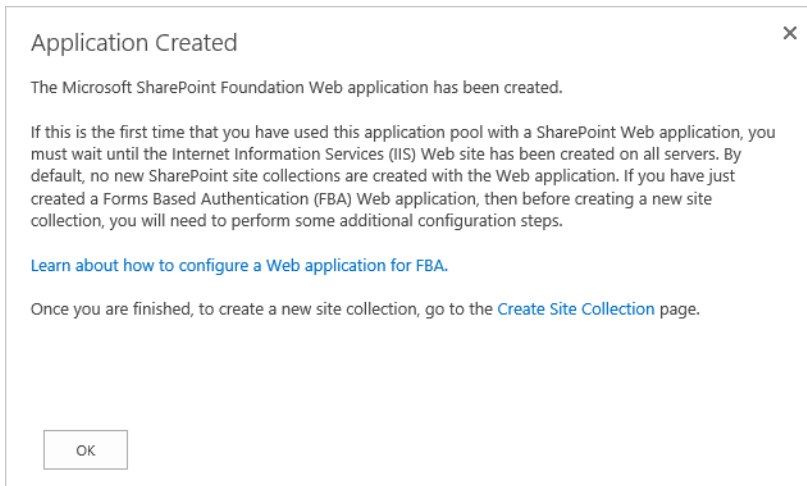 Application Created
The Microsoft SharePoint Foundation Web application has been created.
If this is the first time that you have used this application pool with a SharePoint Web application, you
must wait until the Internet Information Services (IIS) Web site has been created on all servers. By
default, no new SharePoint site collections are created with the Web application. If you have just
created a Forms Based Authentication (FBA) Web application, then before creating a new site
collection, you will need to perform some additional configuration steps.
Learn about how to configure a Web application for FBA.
Once you are finished, to create a new site collection, go to the Create Site Collection page.
OK